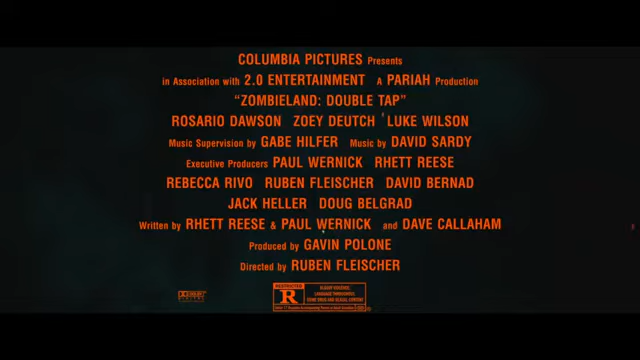 COLUMBIA PICTURES Presents
in Association with 2.0 ENTERTAINMENT A PARIAH Production
“ZOMBIELAND: DOUBLE TAP”
ROSARIO DAWSON ZOEY DEUTCH LUKE WILSON
Music Supervision by GABE HILFER Music by DAVID SARDY
Executive Producers PAUL WERNICK RHETT REESE
REBECCA RIVO RUBEN FLEISCHER DAVID BERNAD
JACK HELLER DOUG BELGRAD
Written by RHETT REESE & PAUL WERNICK and DAVE CALLAHAM
Produced by GAVIN POLONE
Directed by RUBEN FLEISCHER
RESTRICTED
R